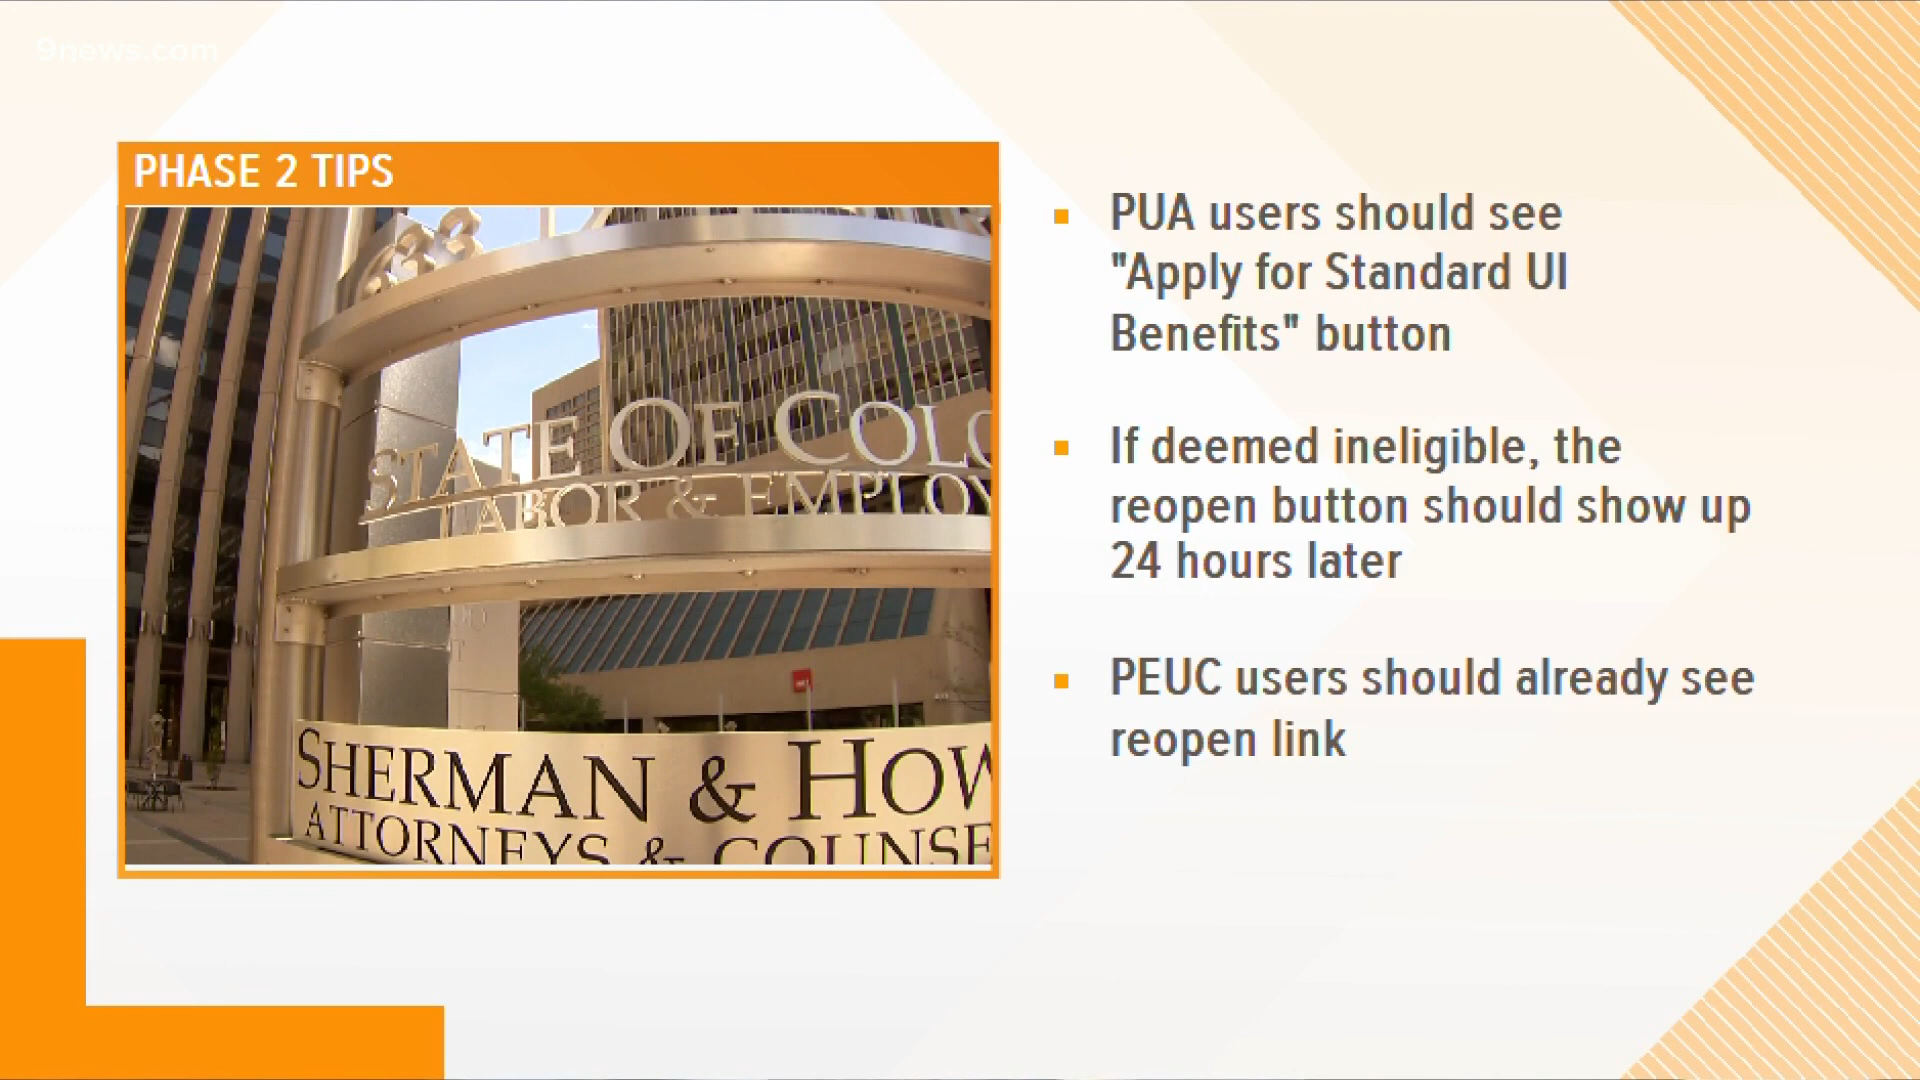 9news.com
PHASE 2 TIPS
633 17
STATE OF COLO
LABOR & EMPLOY
SHERMAN & HOW
ATTORNEYS & COUNSE
PUA users should see
"Apply for Standard UI
Benefits" button
If deemed ineligible, the
reopen button should show up
24 hours later
PEUC users should already see
reopen link